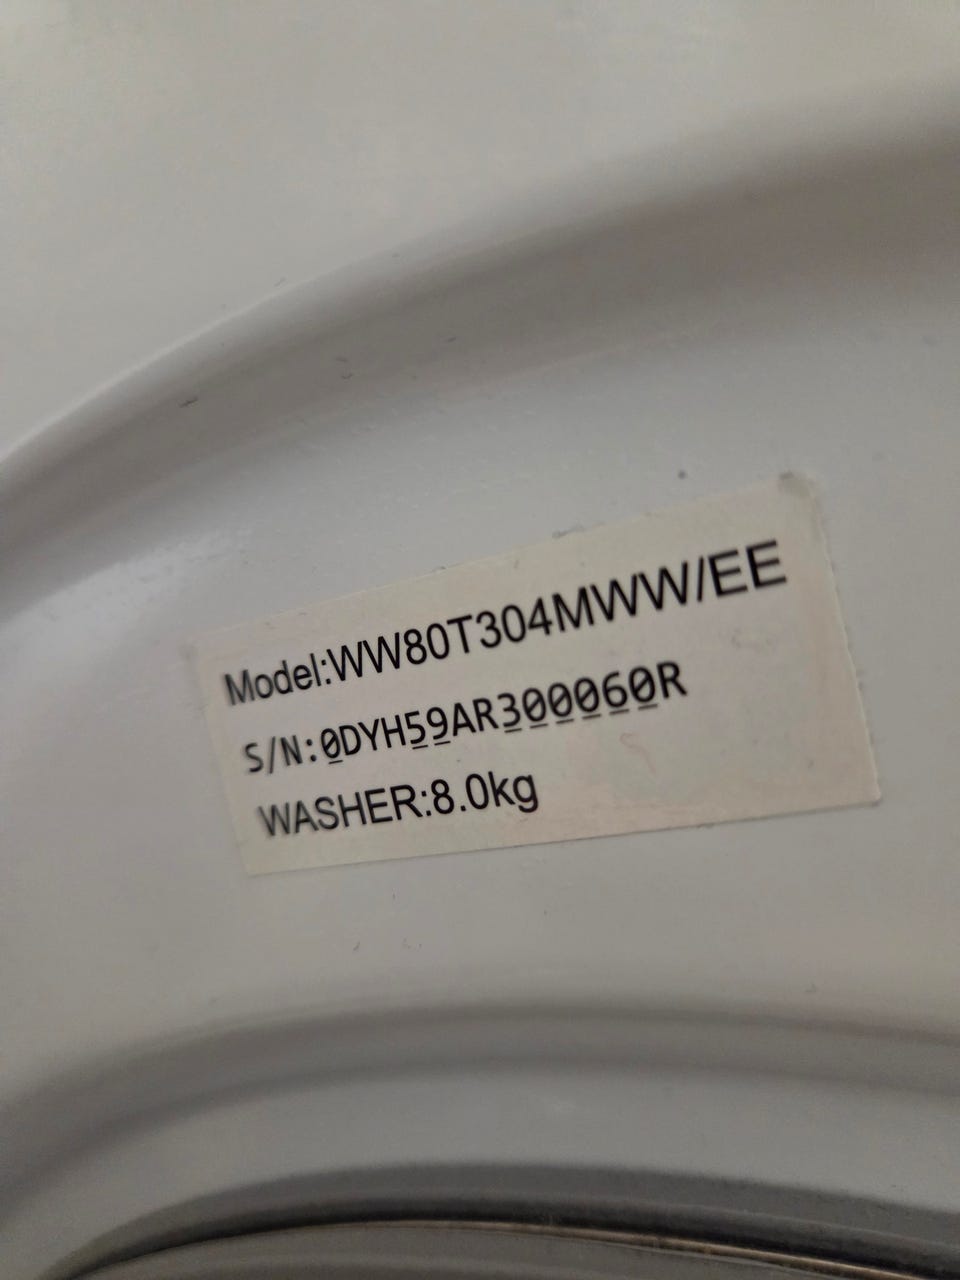 Model:WW80T304MWW/EE
S/N:0DYH59AR300060R
WASHER:8.0kg